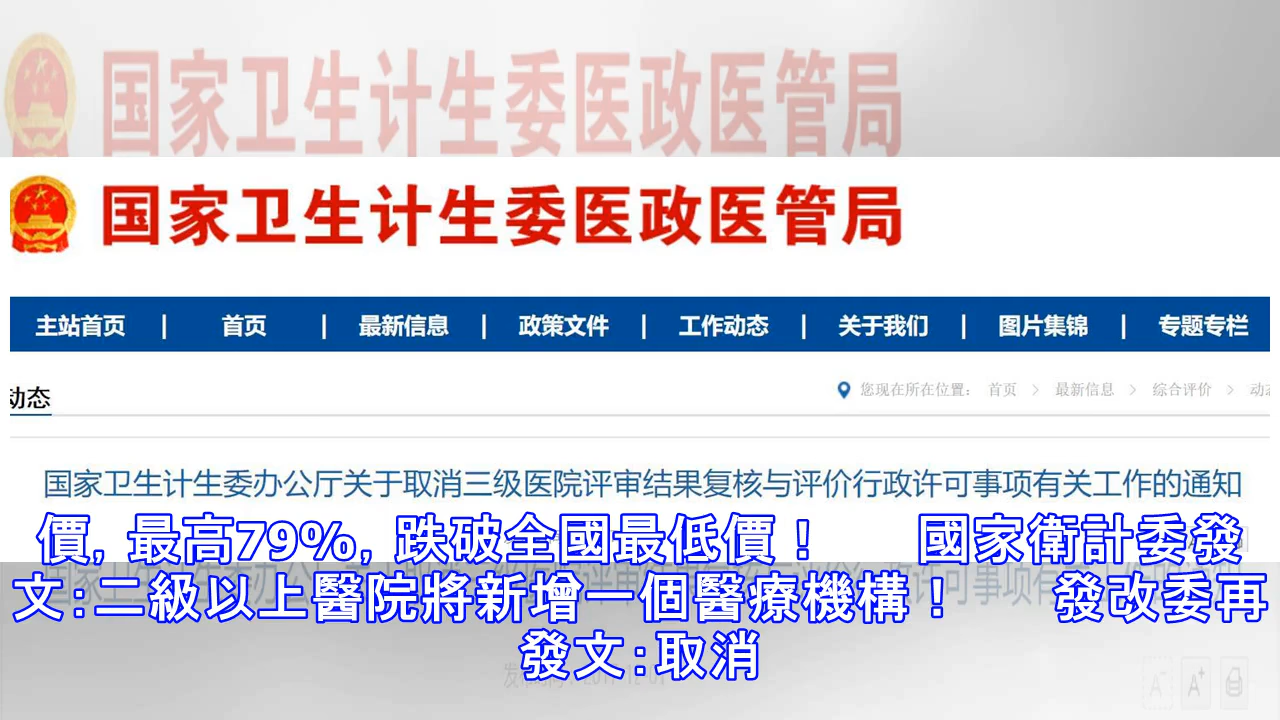 国家卫生计生委医政医管局
国家卫生计生委医政医管局
主站首页 | 首页 | 最新信息 | 政策文件 | 工作动态 | 关于我们 | 图片集锦 | 专题专栏
动态
您现在所在位置： 首页 > 最新信息 > 综合评价 > 动态
国家卫生计生委办公厅关于取消三级医院评审结果复核与评价行政许可事项有关工作的通知
價, 最高79%, 跌破全國最低價！ 國家衛計委發
文:二級以上醫院將新增一個醫療機構！ 發改委再
發文:取消
A- A+